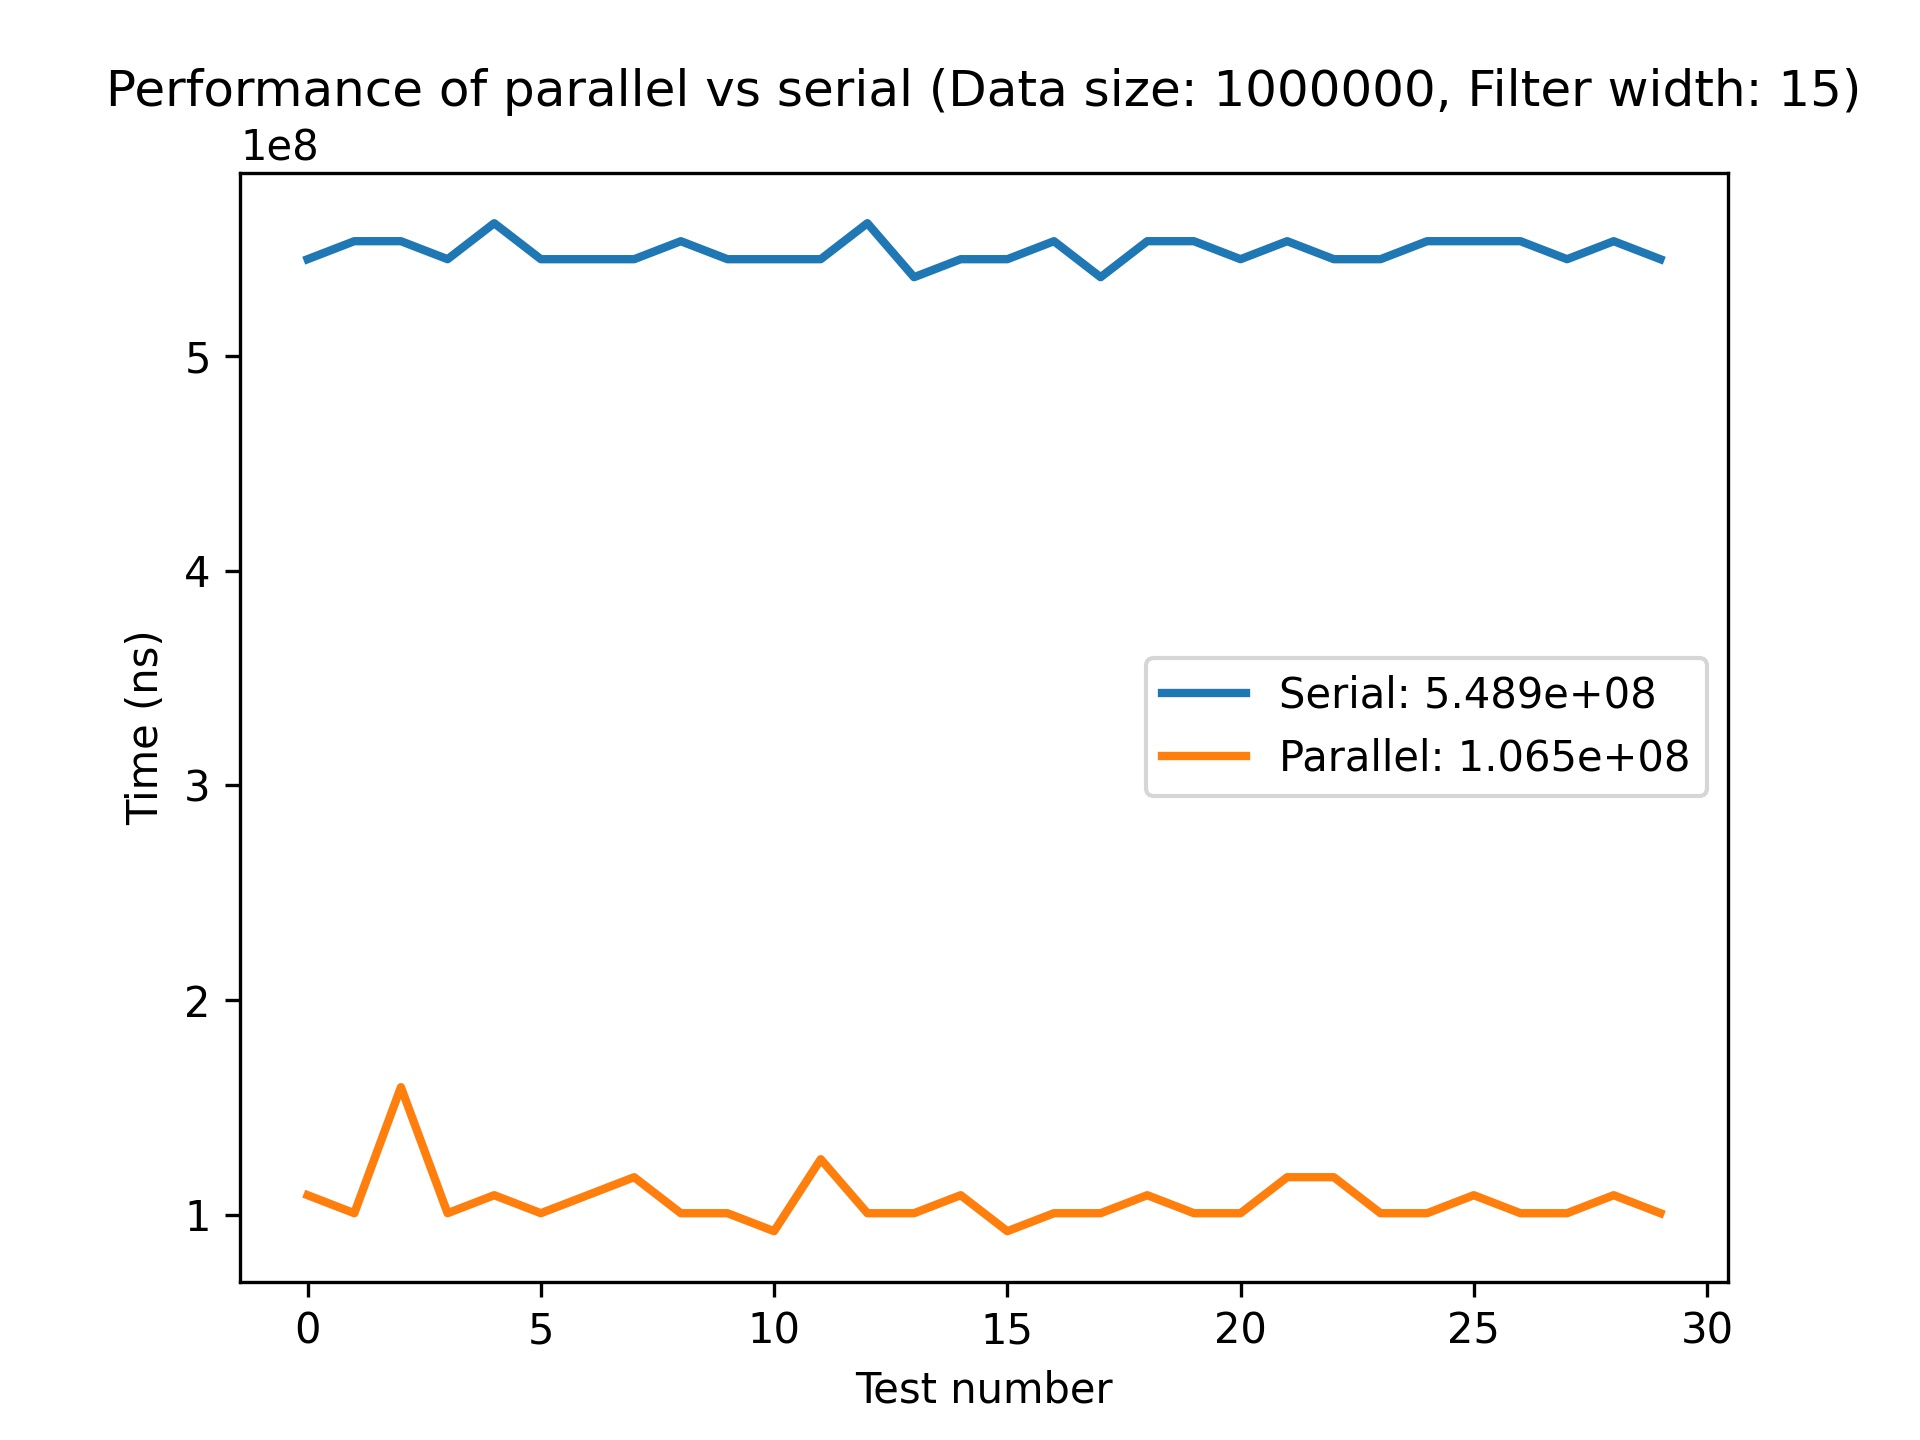 Performance of parallel vs serial (Data size: 1000000, Filter width: 15)
1e8
5
4
3
2
1
Time (ns)
Serial: 5.489e+08
Parallel: 1.065e+08
0 5 10 15 20 25 30
Test number